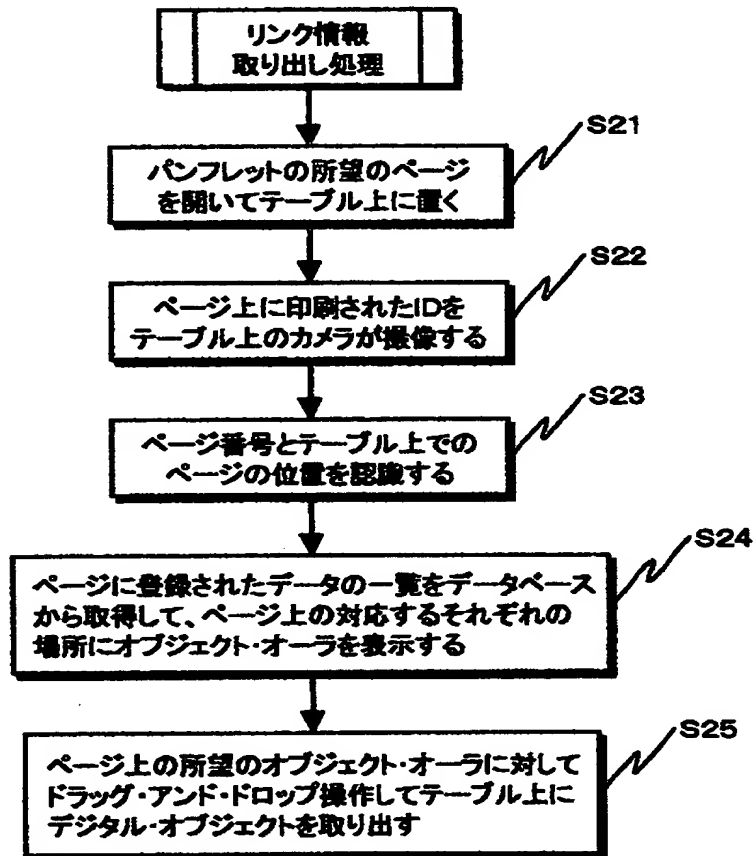 リンク情報
取り出し処理
S21
パンフレットの所望のページ
を開いてテーブル上に置く
S22
ページ上に印刷されたIDを
テーブル上のカメラが撮像する
S23
ページ番号とテーブル上での
ページの位置を認識する
S24
ページに登録されたデータの一覧をデータベース
から取得して、ページ上の対応するそれぞれの
場所にオブジェクト・オーラを表示する
S25
ページ上の所望のオブジェクト・オーラに対して
ドラッグ・アンド・ドロップ操作してテーブル上に
デジタル・オブジェクトを取り出す